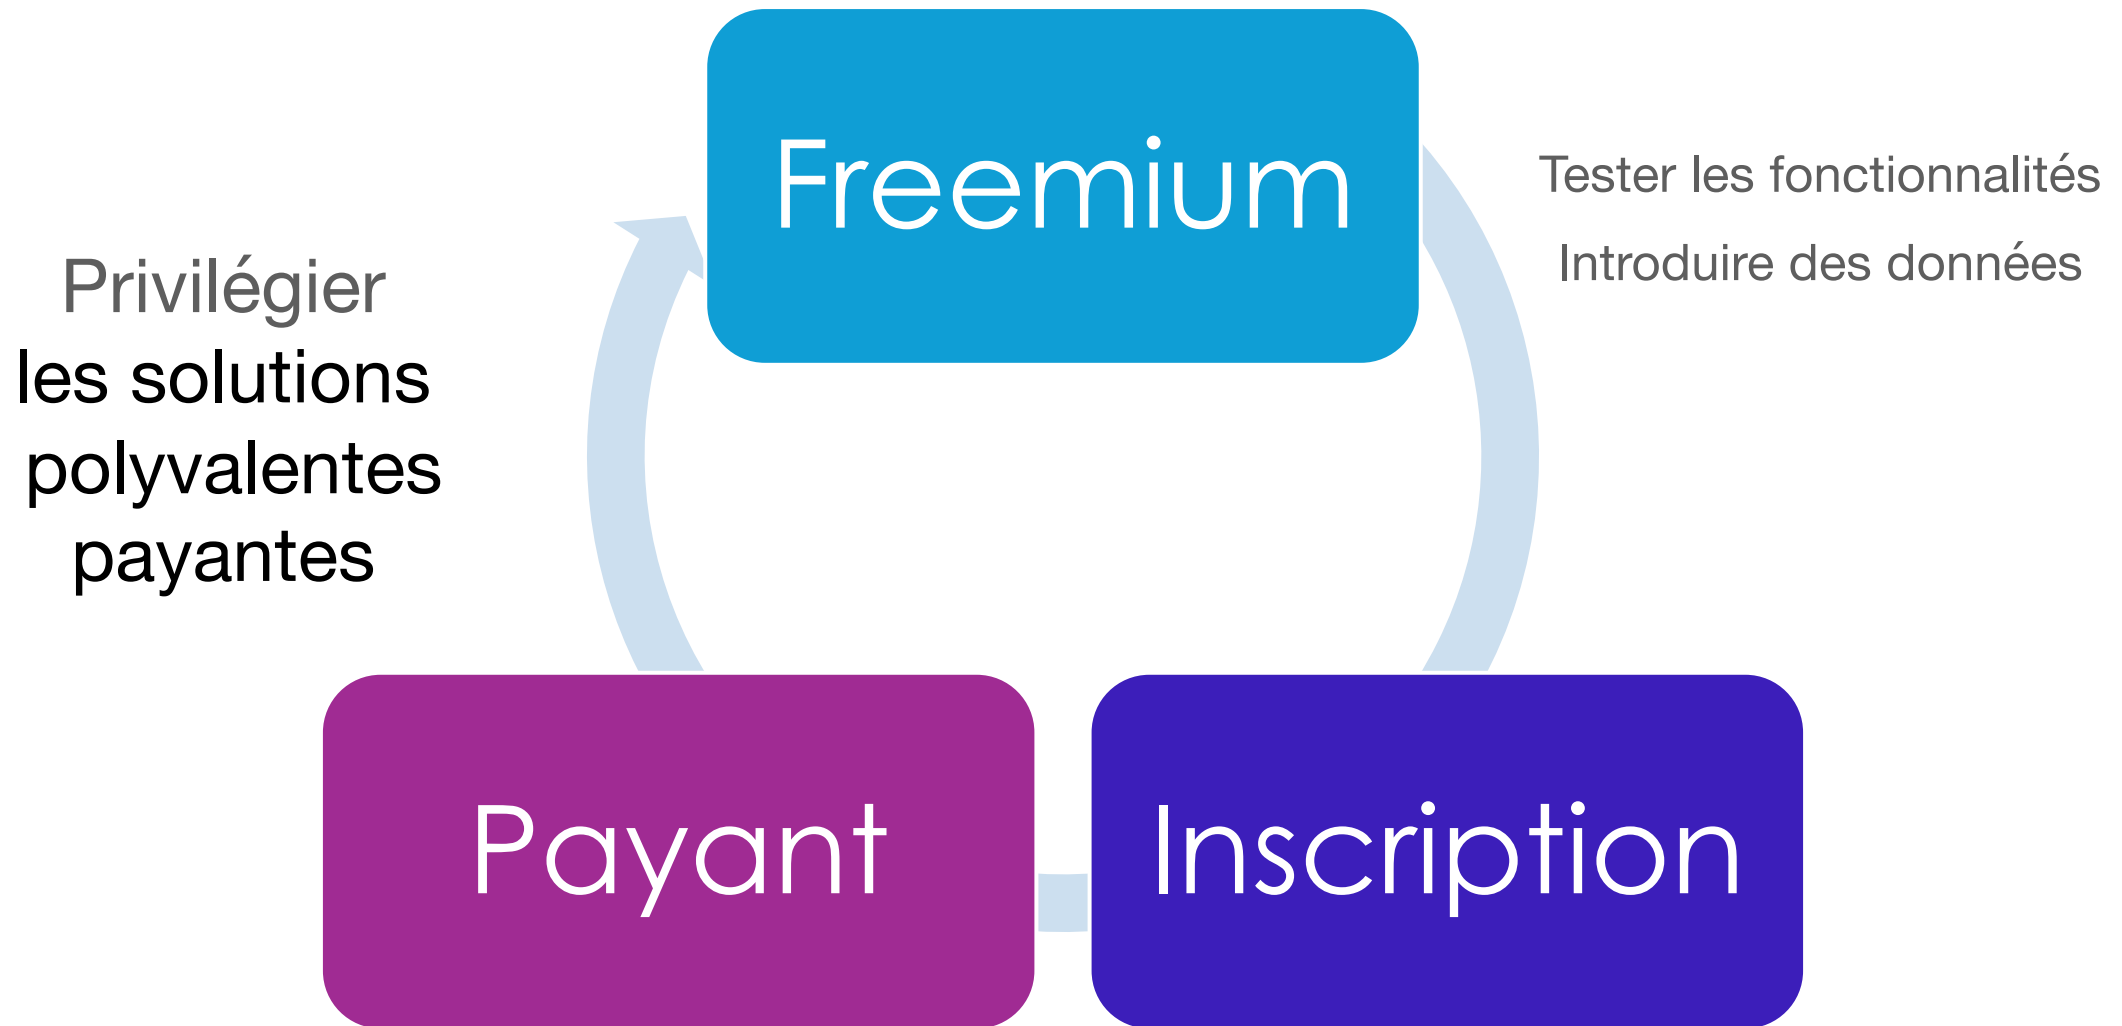 Freemium
Tester les fonctionnalités
Introduire des données
Privilégier
les solutions
polyvalentes
payantes
Payant
Inscription